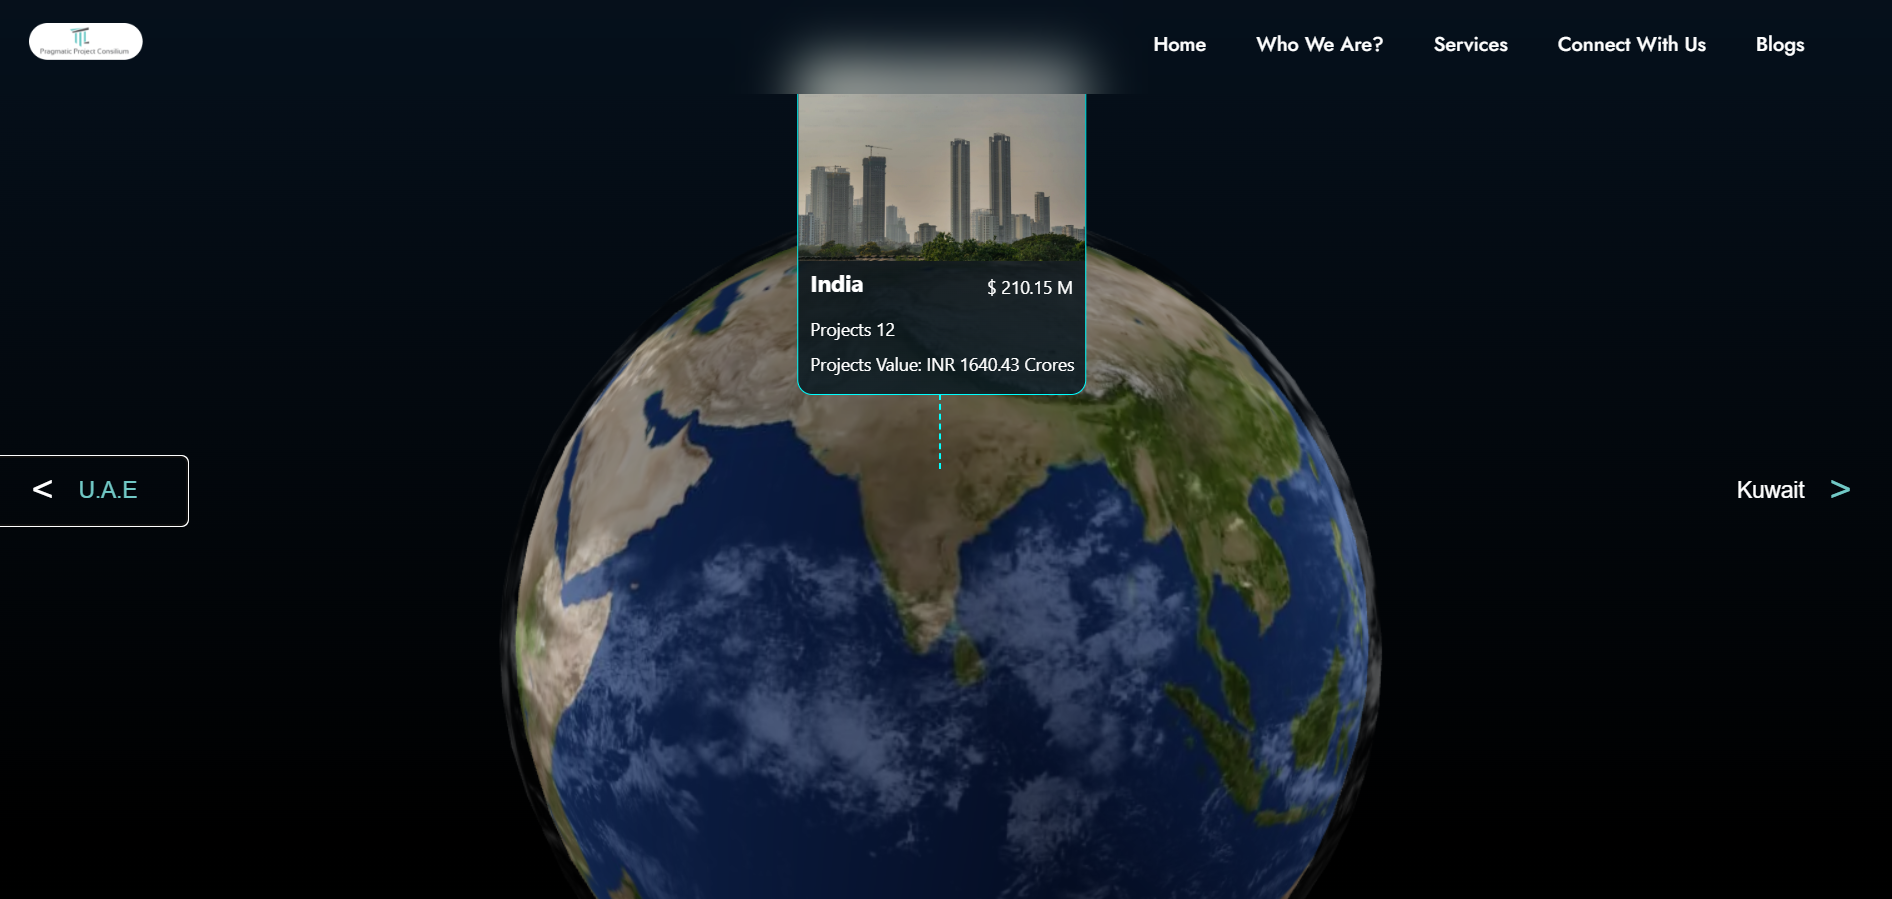 Pragmatic Project Consilium
Home
Who We Are?
Services
Connect With Us
Blogs
India
$ 210.15 M
Projects 12
Projects Value: INR 1640.43 Crores
< U.A.E
Kuwait >